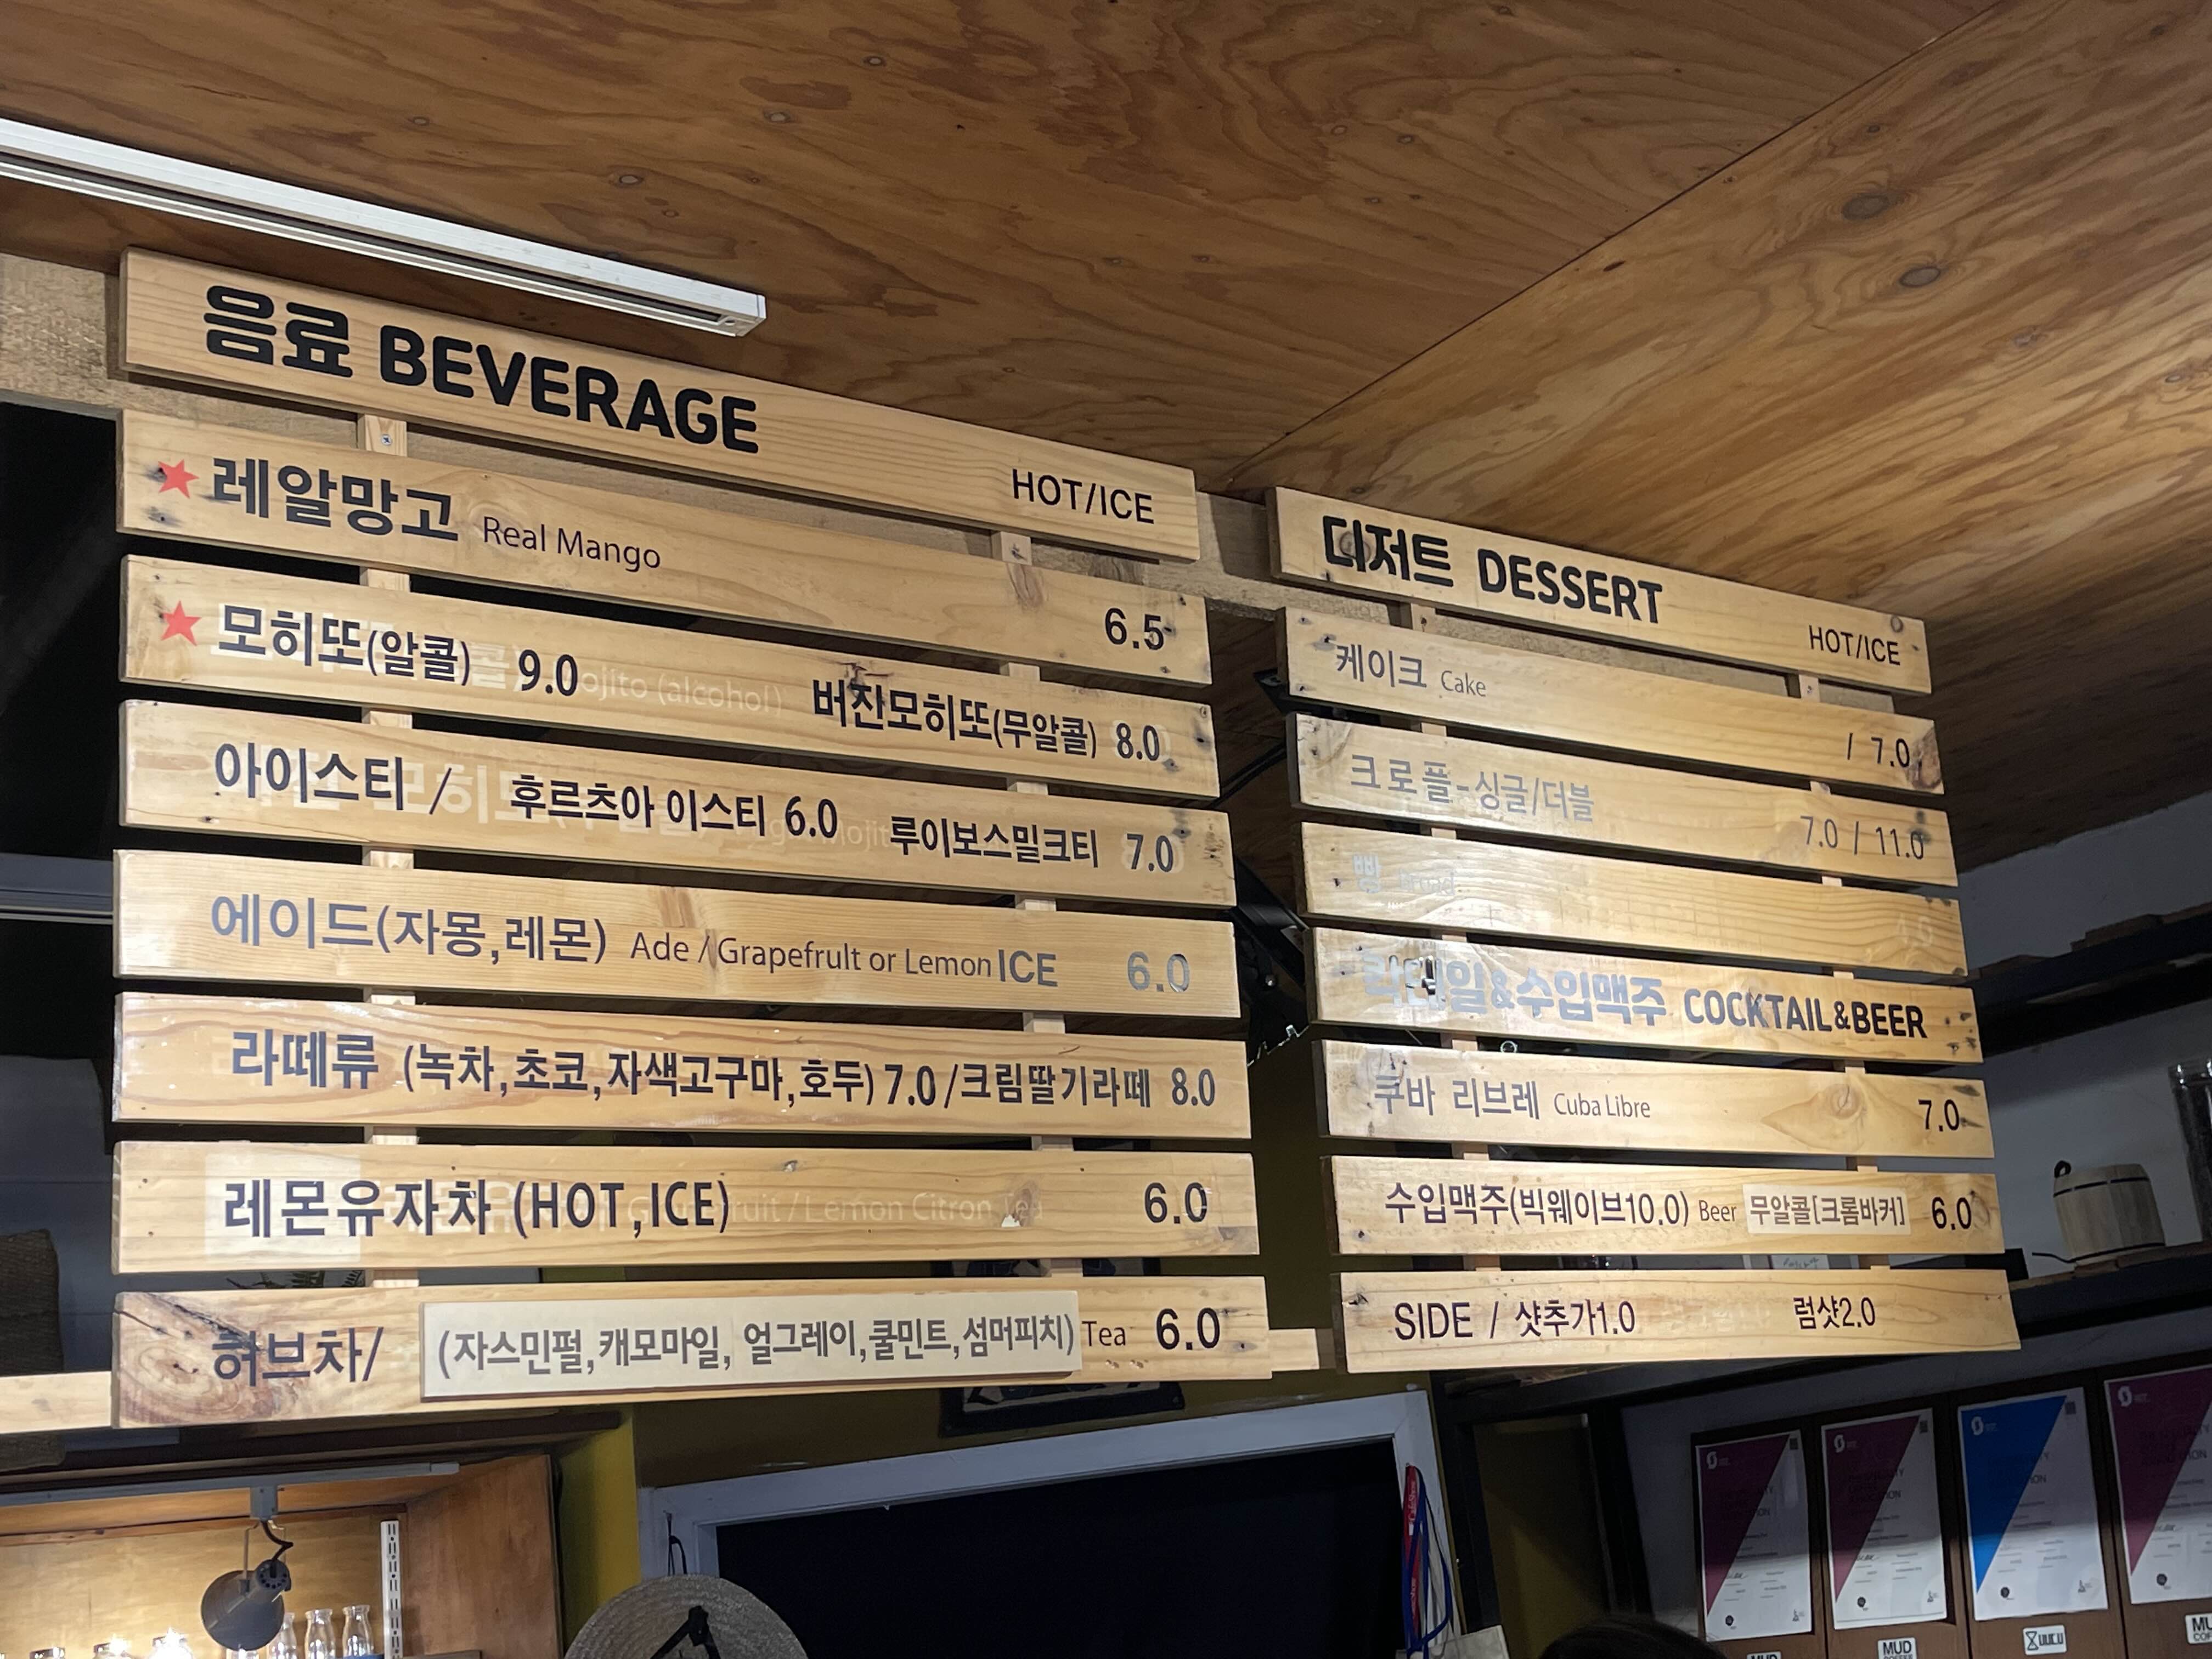 음료 BEVERAGE HOT/ICE
★레알망고 Real Mango 6.5
★모히또(알콜) 9.0 버진모히또(무알콜) 8.0
아이스티 / 후르츠아 이스티 6.0 루이보스밀크티 7.0
에이드(자몽,레몬) Ade / Grapefruit or Lemon ICE 6.0
라떼류 (녹차,초코,자색고구마,호두) 7.0 /크림딸기라떼 8.0
레몬유자차 (HOT,ICE) 6.0
허브차/ (자스민펄,캐모마일, 얼그레이,쿨민트,섬머피치) Tea 6.0
디저트 DESSERT HOT/ICE
케이크 Cake / 7.0
크로플-싱글/더블 7.0 / 11.0
빵
칵테일&수입맥주 COCKTAIL&BEER
쿠바 리브레 Cuba Libre 7.0
수입맥주(빅웨이브10.0) Beer 무알콜[크롬바커] 6.0
SIDE / 샷추가1.0 럼샷2.0
MUD